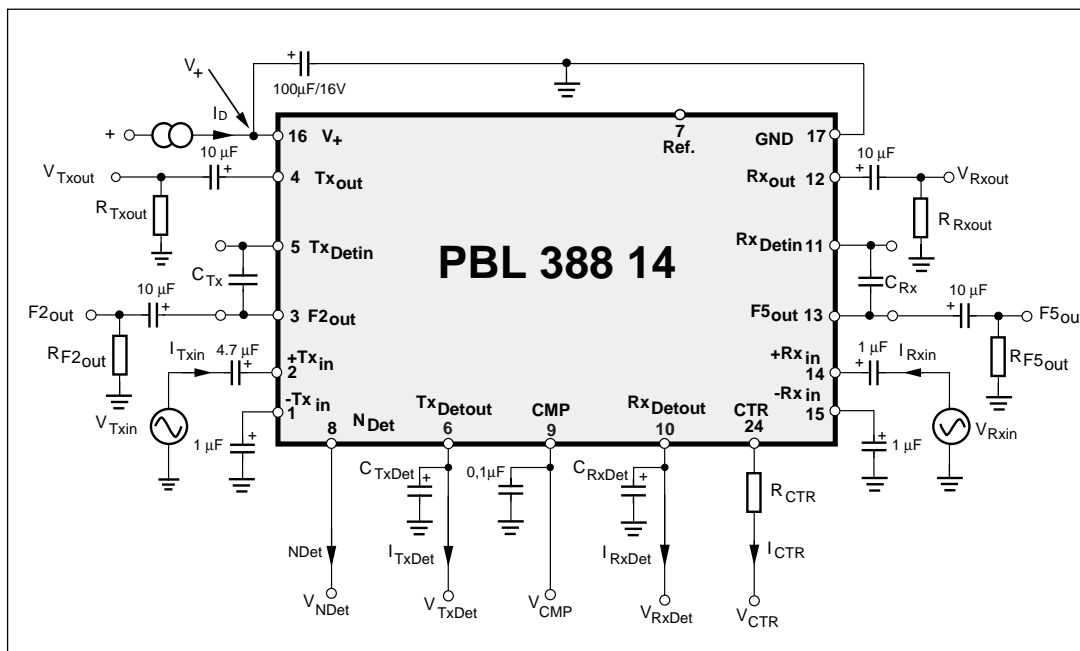 V+
+
100µF/16V
ID
+
16 V+
7
Ref.
GND 17
10 µF
+
VTxout
4 Txout
RTxout
Rxout 12
10 µF
+
VRxout
RRxout
5 TxDetin
CTx
RxDetin 11
CRx
PBL 388 14
10 µF
+
F2out
3 F2out
RF2out
F5out 13
10 µF
+
F5out
RF5out
ITxin
4.7 µF
+
+Txin
2
-Txin
1
VTxin
1 µF
+
+Rxin
14
1 µF
+
IRxin
-Rxin
15
VRxin
+
1 µF
NDet
8
TxDetout
6
CMP
9
RxDetout
10
CTR
24
CTxDet
+
0,1µF
CRxDet
+
RCTR
NDet
ITxDet
IRxDet
ICTR
VNDet
VTxDet
VCMP
VRxDet
VCTR